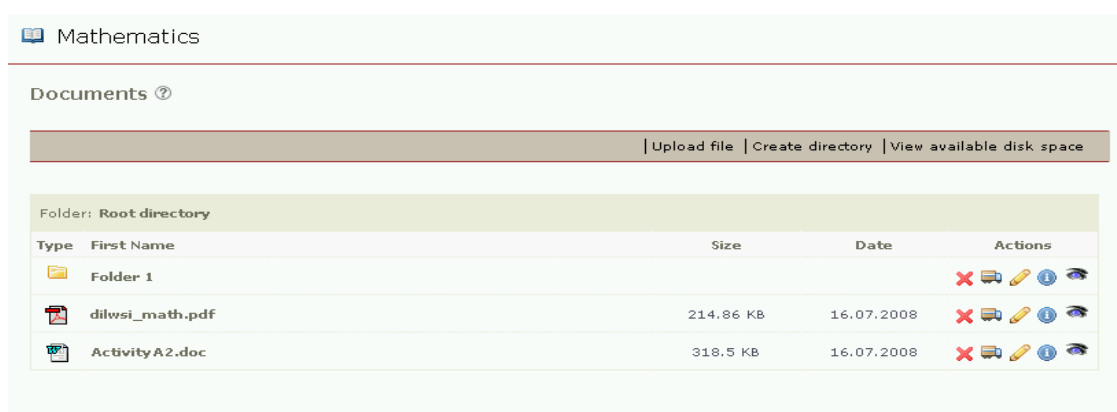 Mathematics
Documents
|Upload file |Create directory |View available disk space
Folder: Root directory
Type First Name Size Date Actions
Folder 1
dilwsi_math.pdf 214.86 KB 16.07.2008
Activity A2.doc 318.5 KB 16.07.2008